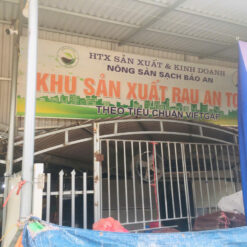 HTX SẢN XUẤT & KINH DOANH
NÔNG SẢN SẠCH BẢO AN
KHU SẢN XUẤT RAU AN TO
THEO TIÊU CHUẨN VIETGAP